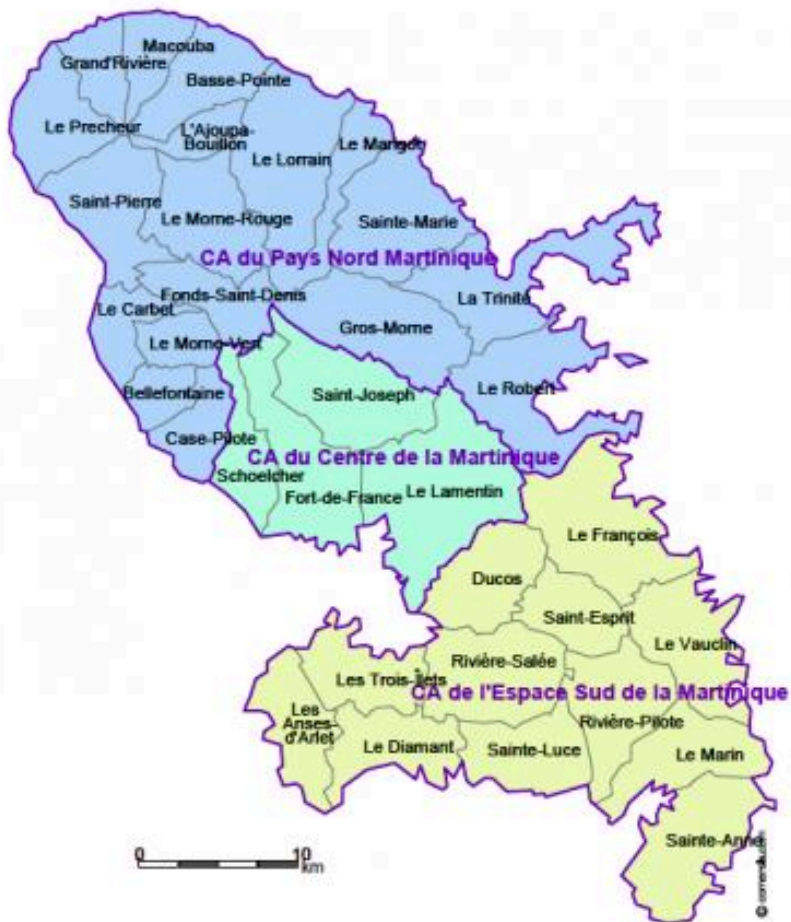 Macouba
Grand'Rivière
Basse-Pointe
Le Precheur
L'Ajoupa-
Bouillon
Le Lorrain
Le Marigot
Saint-Pierre
Le Morne-Rouge
Sainte-Marie
CA du Pays Nord Martinique
Fonds-Saint-Denis
La Trinité
Le Carbet
Gros-Morne
Le Morne-Vert
Bellefontaine
Saint-Joseph
Le Robert
Case-Pilote
CA du Centre de la Martinique
Schoelcher
Fort-de-France
Le Lamentin
Le François
Ducos
Saint-Esprit
Le Vauclin
Rivière-Salée
Les Trois-Îlets
CA de l'Espace Sud de la Martinique
Les
Anses-
d'Arlet
Rivière-Pilote
Le Diamant
Sainte-Luce
Le Marin
Sainte-Anne
0 10
km
© comersis.com